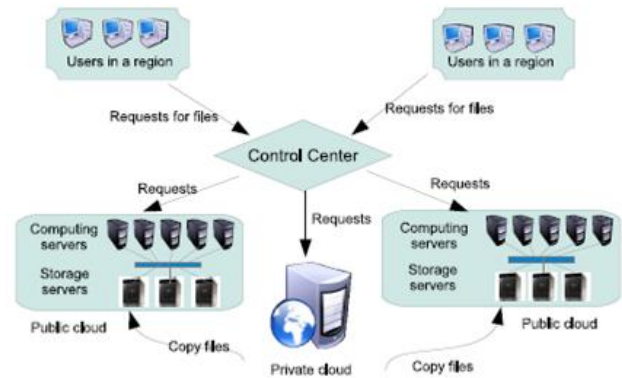 Users in a region
Users in a region
Requests for files
Requests for files
Control Center
Requests
Requests
Requests
Computing
servers
Storage
servers
Public cloud
Computing
servers
Storage
servers
Public cloud
Copy files
Private cloud
Copy files